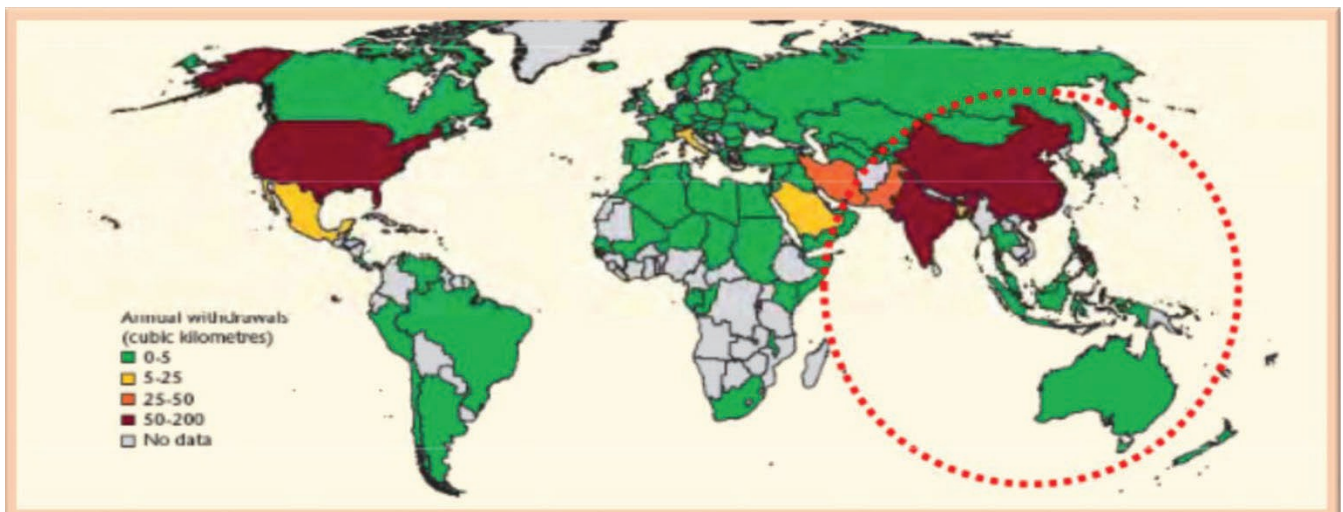 Annual withdrawals
(cubic kilometres)
0-5
5-25
25-50
50-200
No data